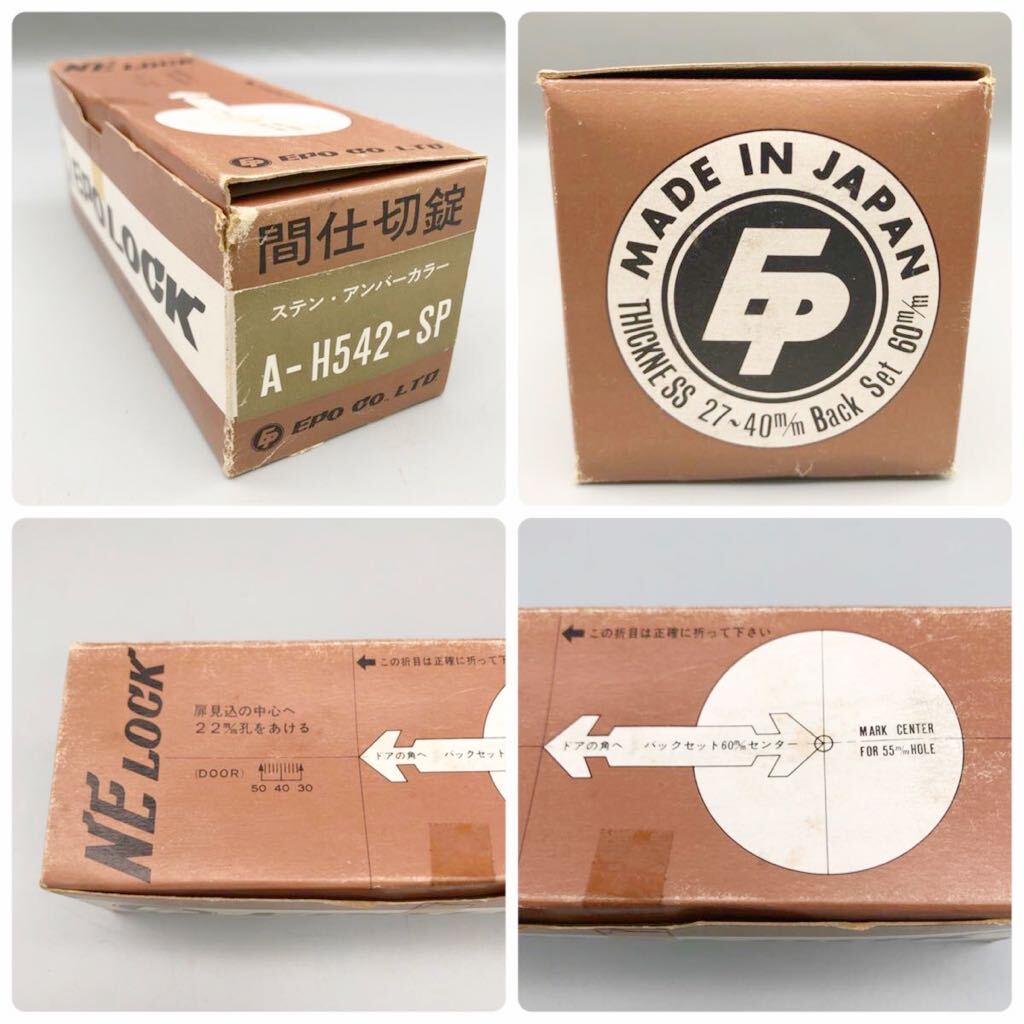 NE LOCK
EPO CO. LTD.
EPO LOCK
間仕切錠
ステン・アンバーカラー
A-H542-SP
EPO CO. LTD.
MADE IN JAPAN
EP
THICKNESS 27~40m/m Back Set 60m/m
NE LOCK
扉見込の中心へ
22m/m孔をあける
(DOOR)
50 40 30
この折目は正確に折って下
ドアの角へ バックセット
この折目は正確に折って下さい
ドアの角へ バックセット60m/mセンター
MARK CENTER
FOR 55m/m HOLE